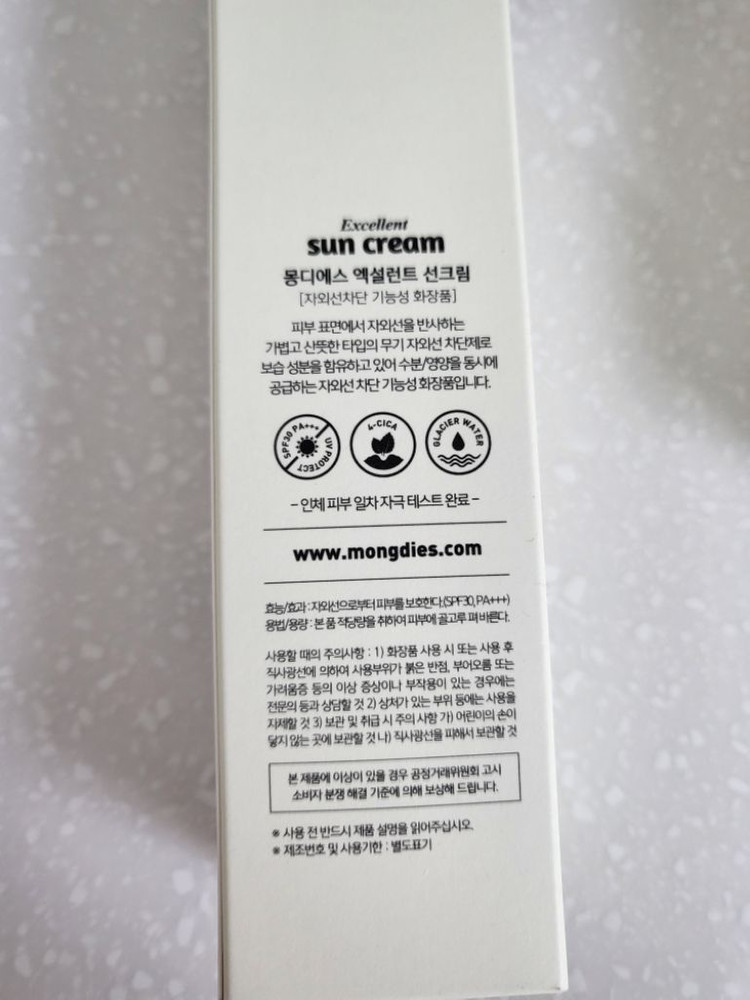 Excellent
sun cream
몽디에스 엑설런트 선크림
[자외선차단 기능성 화장품]
피부 표면에서 자외선을 반사하는
가볍고 산뜻한 타입의 무기 자외선 차단제로
보습 성분을 함유하고 있어 수분/영양을 동시에
공급하는 자외선 차단 기능성 화장품입니다.
SPF30 PA+++ UV PROTECT
4-CICA
GLACIER WATER
- 인체 피부 일차 자극 테스트 완료 -
www.mongdies.com
효능/효과 : 자외선으로부터 피부를 보호한다.(SPF30, PA+++)
용법/용량 : 본 품 적당량을 취하여 피부에 골고루 펴 바른다.
사용할 때의 주의사항 : 1) 화장품 사용 시 또는 사용 후
직사광선에 의하여 사용부위가 붉은 반점, 부어오름 또는
가려움증 등의 이상 증상이나 부작용이 있는 경우에는
전문의 등과 상담할 것 2) 상처가 있는 부위 등에는 사용을
자제할 것 3) 보관 및 취급 시 주의 사항 가) 어린이의 손이
닿지 않는 곳에 보관할 것 나) 직사광선을 피해서 보관할 것
본 제품에 이상이 있을 경우 공정거래위원회 고시
소비자 분쟁 해결 기준에 의해 보상해 드립니다.
※ 사용 전 반드시 제품 설명을 읽어주십시오.
※ 제조번호 및 사용기한 : 별도표기